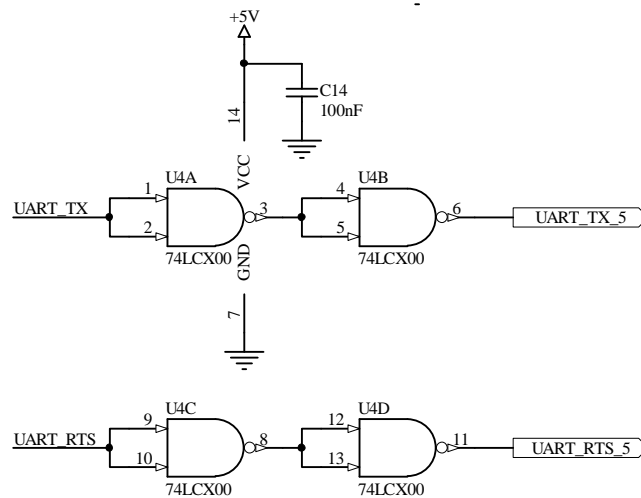 +5V
C14
100nF
14
VCC
U4A
1
2
3
74LCX00
GND
7
U4B
4
5
6
74LCX00
UART_TX
UART_TX_5
U4C
9
10
8
74LCX00
U4D
12
13
11
74LCX00
UART_RTS
UART_RTS_5